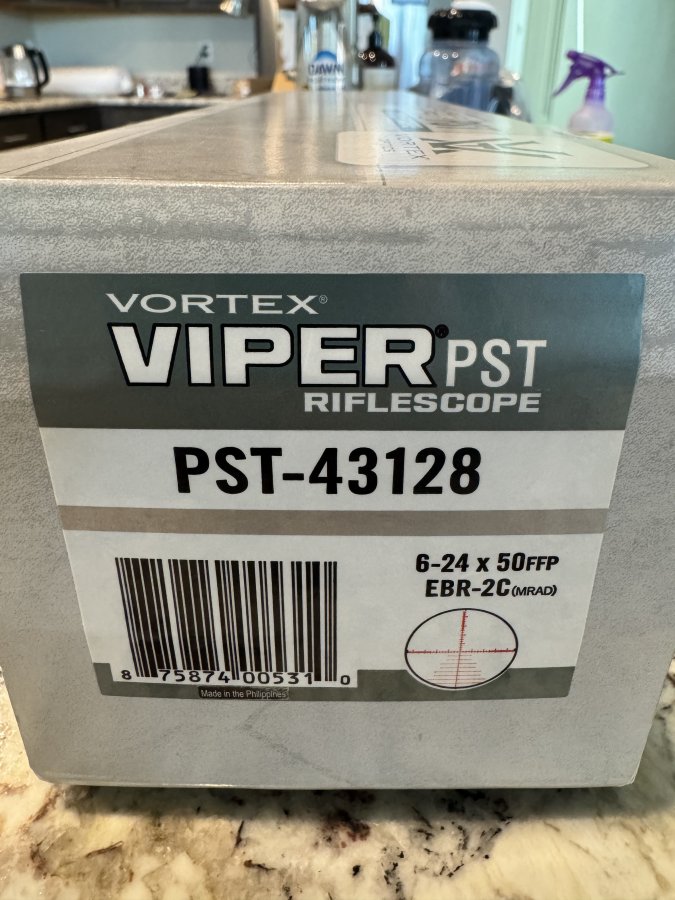 DAWN
VORTEX
VORTEX®
VIPER® PST
RIFLESCOPE
PST-43128
6-24 x 50FFP
EBR-2C(MRAD)
8 75874 00531 0
Made in the Philippines